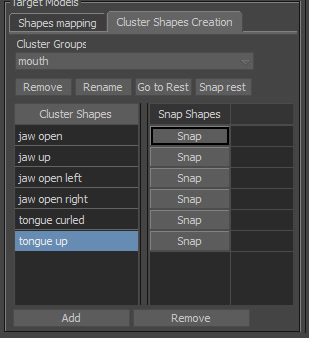 Target Models
Shapes mapping Cluster Shapes Creation
Cluster Groups
mouth
Remove Rename Go to Rest Snap rest
Cluster Shapes Snap Shapes
jaw open Snap
jaw up Snap
jaw open left Snap
jaw open right Snap
tongue curled Snap
tongue up Snap
Add Remove